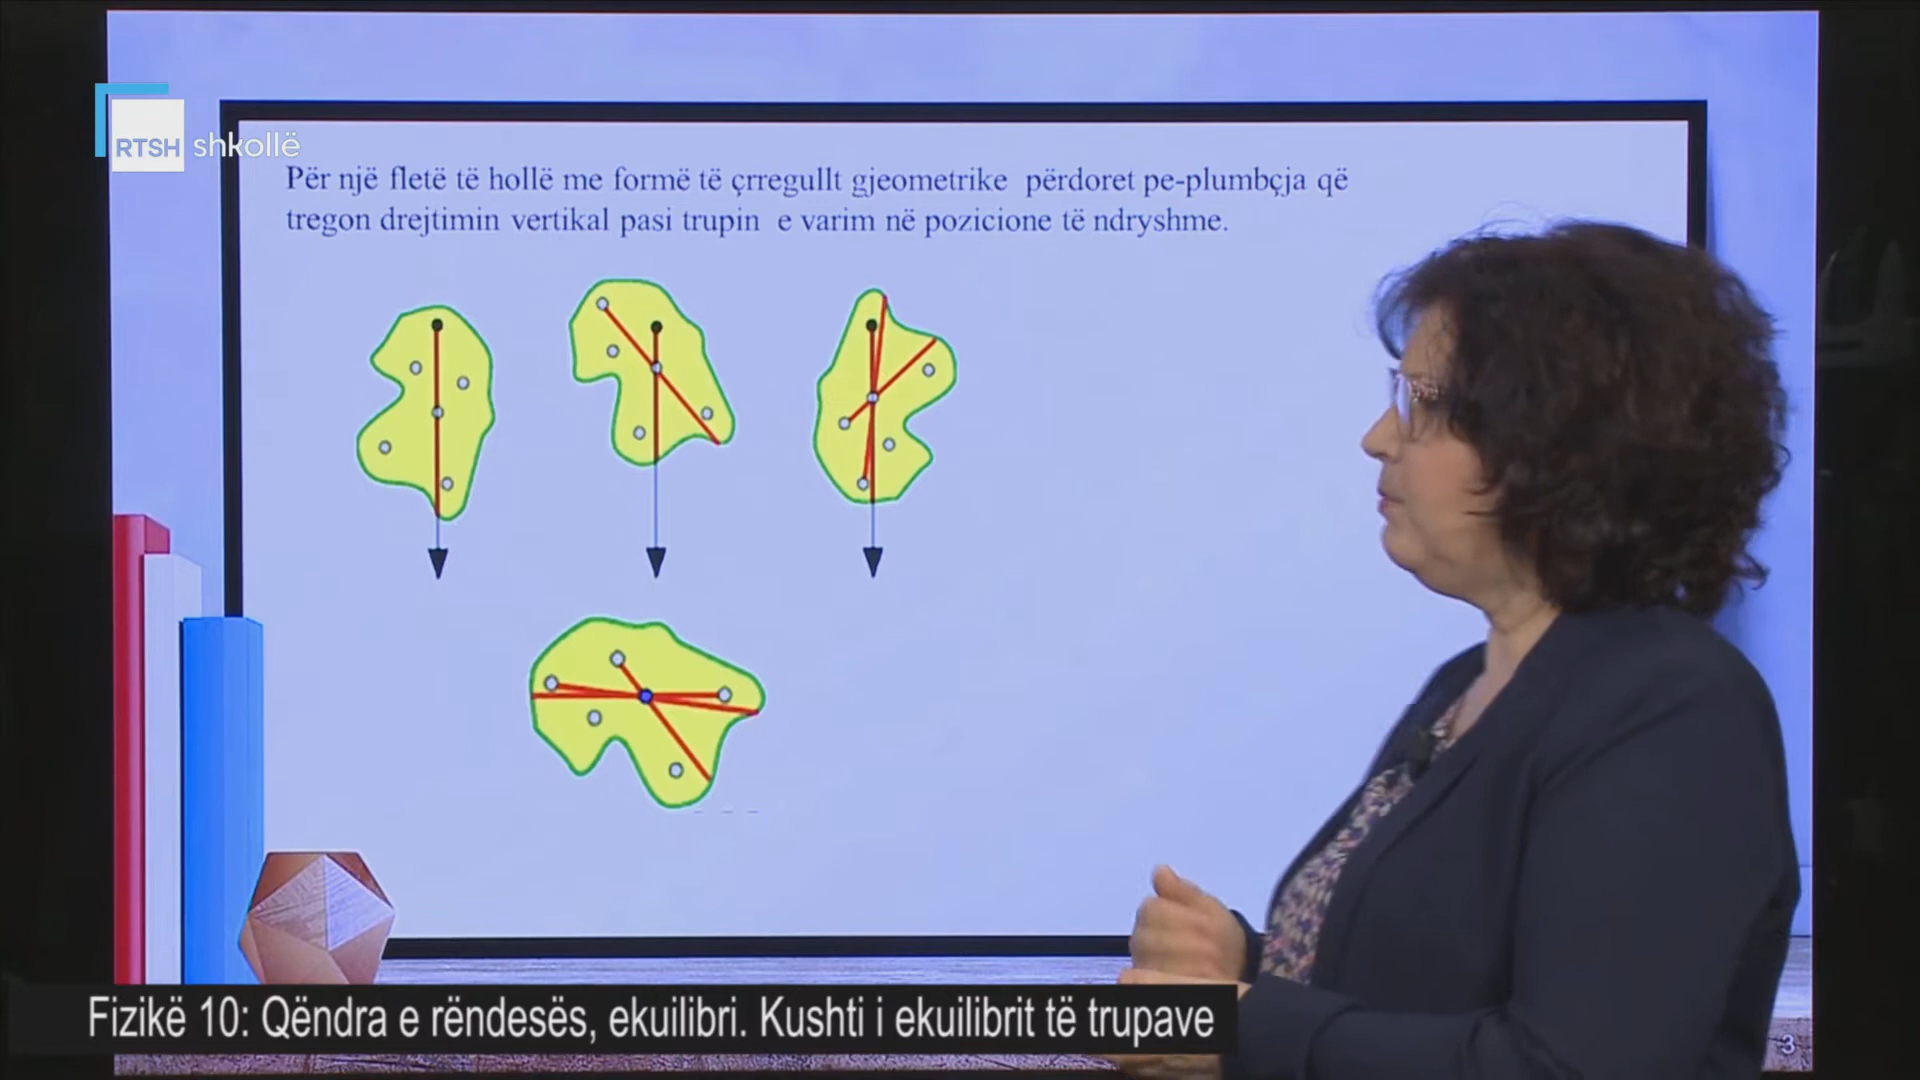 RTSH shkollë
Për një fletë të hollë me formë të çrregullt gjeometrike përdoret pe-plumbçja që
tregon drejtimin vertikal pasi trupin e varim në pozicione të ndryshme.
Fizikë 10: Qëndra e rëndesës, ekuilibri. Kushti i ekuilibrit të trupave
3